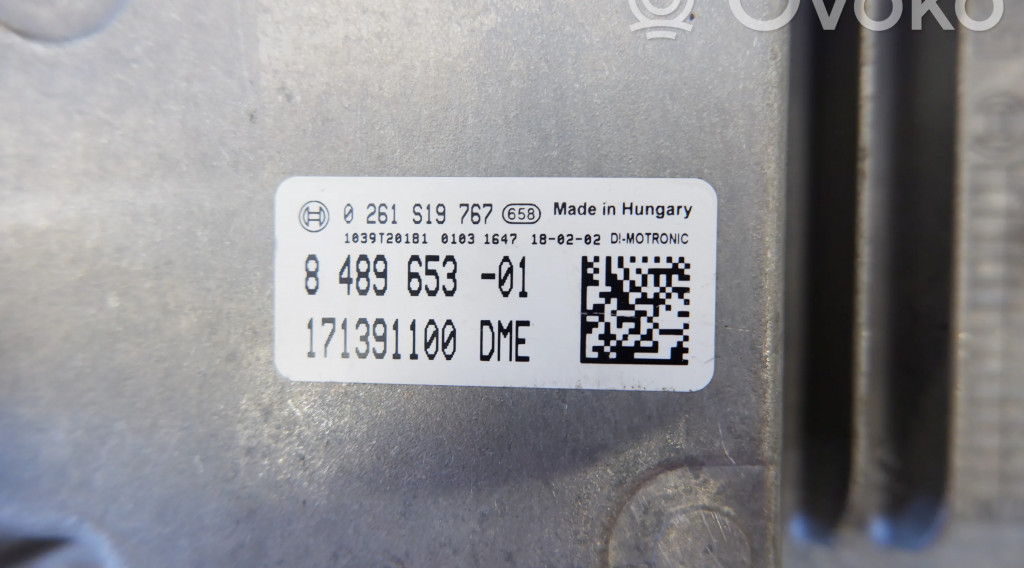 Ovoko
0 261 S19 767 658 Made in Hungary
1039T20181 0103 1647 18-02-02 D!-MOTRONIC
8 489 653 -01
171391100 DME